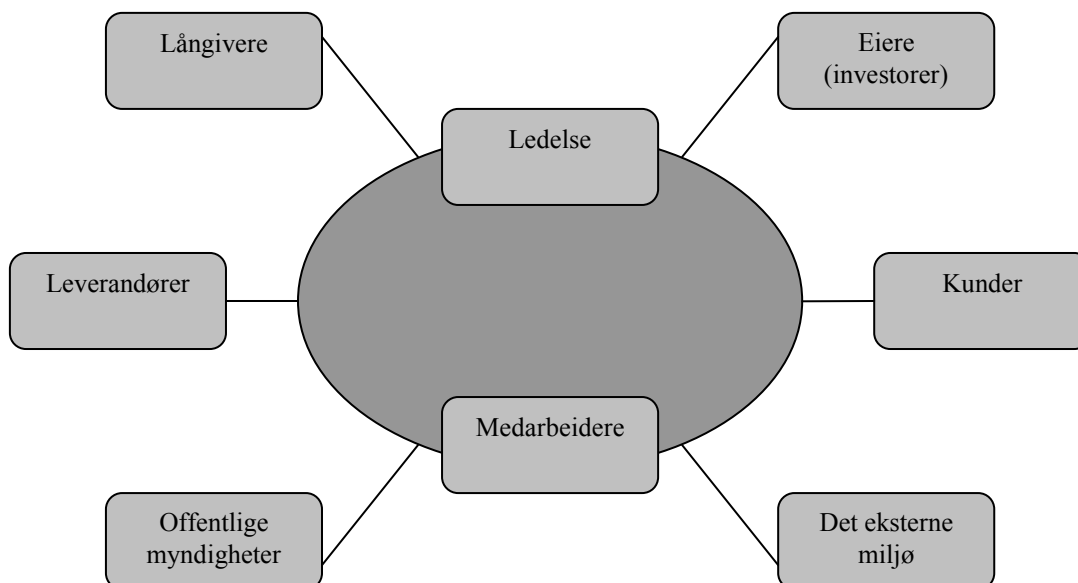 Långivere
Eiere
(investorer)
Ledelse
Leverandører
Kunder
Medarbeidere
Offentlige
myndigheter
Det eksterne
miljø